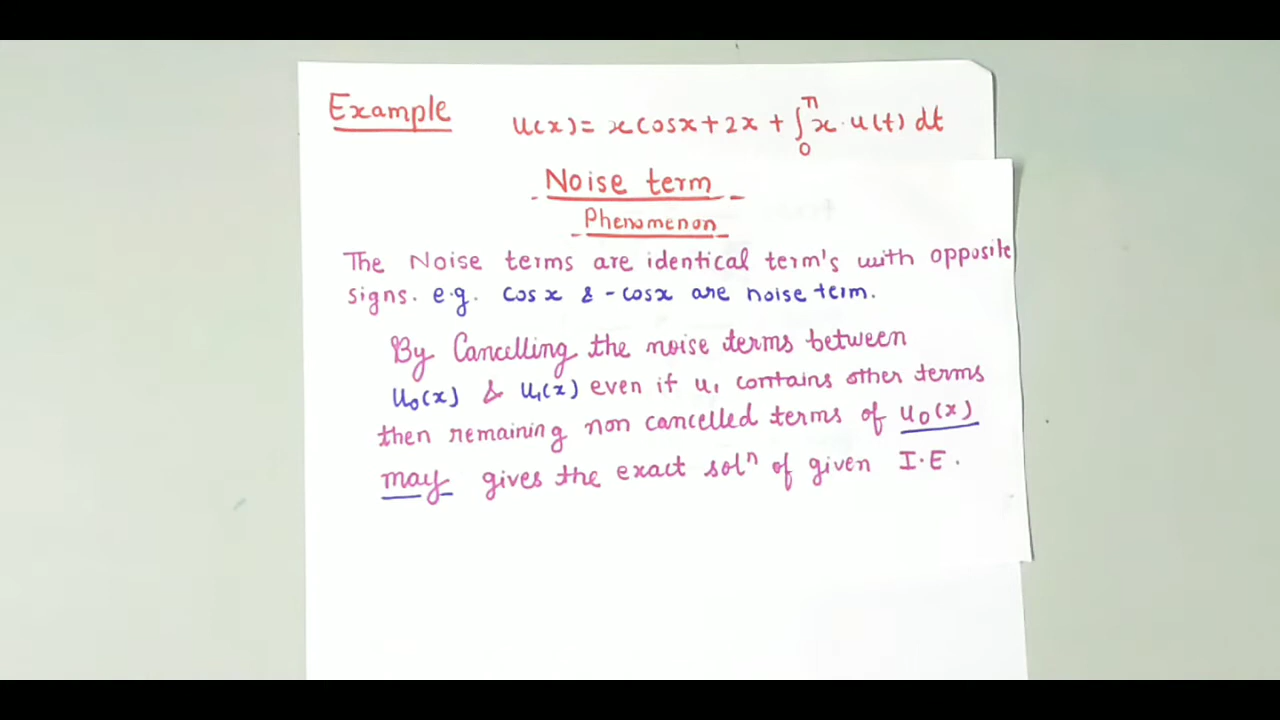 Example u(x) = x cosx + 2x + ∫₀^π x · u(t) dt
Noise term
Phenomenon
The Noise terms are identical term's with opposite
signs. e.g. cos x & - cosx are noise term.
By Cancelling the noise terms between
u₀(x) & u₁(x) even if u₁ contains other terms
then remaining non cancelled terms of u₀(x)
may gives the exact solⁿ of given I.E.